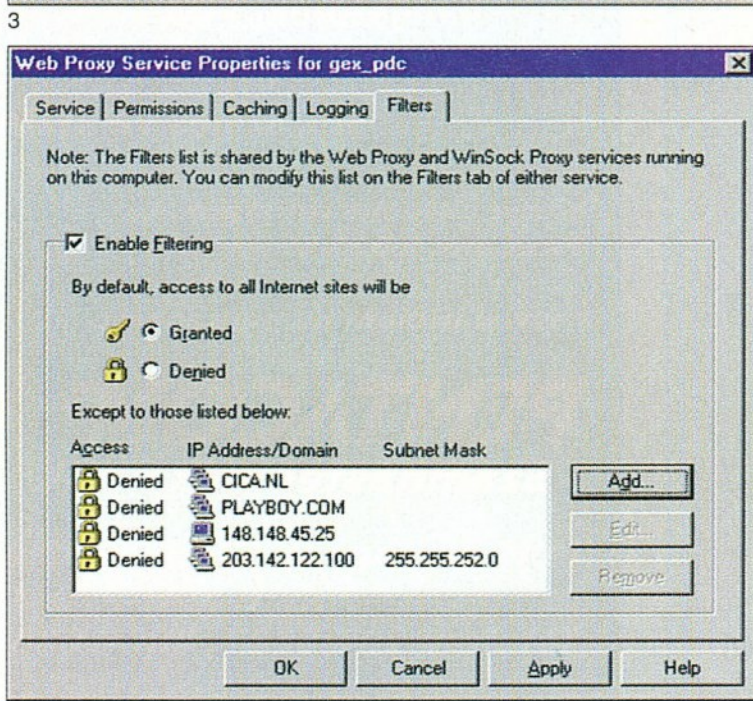 3
Web Proxy Service Properties for gex_pdc
Service Permissions Caching Logging Filters
Note: The Filters list is shared by the Web Proxy and WinSock Proxy services running
on this computer. You can modify this list on the Filters tab of either service.
Enable Filtering
By default, access to all Internet sites will be
Granted
Denied
Except to those listed below:
Access IP Address/Domain Subnet Mask
Denied CICA.NL
Denied PLAYBOY.COM
Denied 148.148.45.25
Denied 203.142.122.100 255.255.252.0
Add...
Edit...
Remove
OK Cancel Apply Help